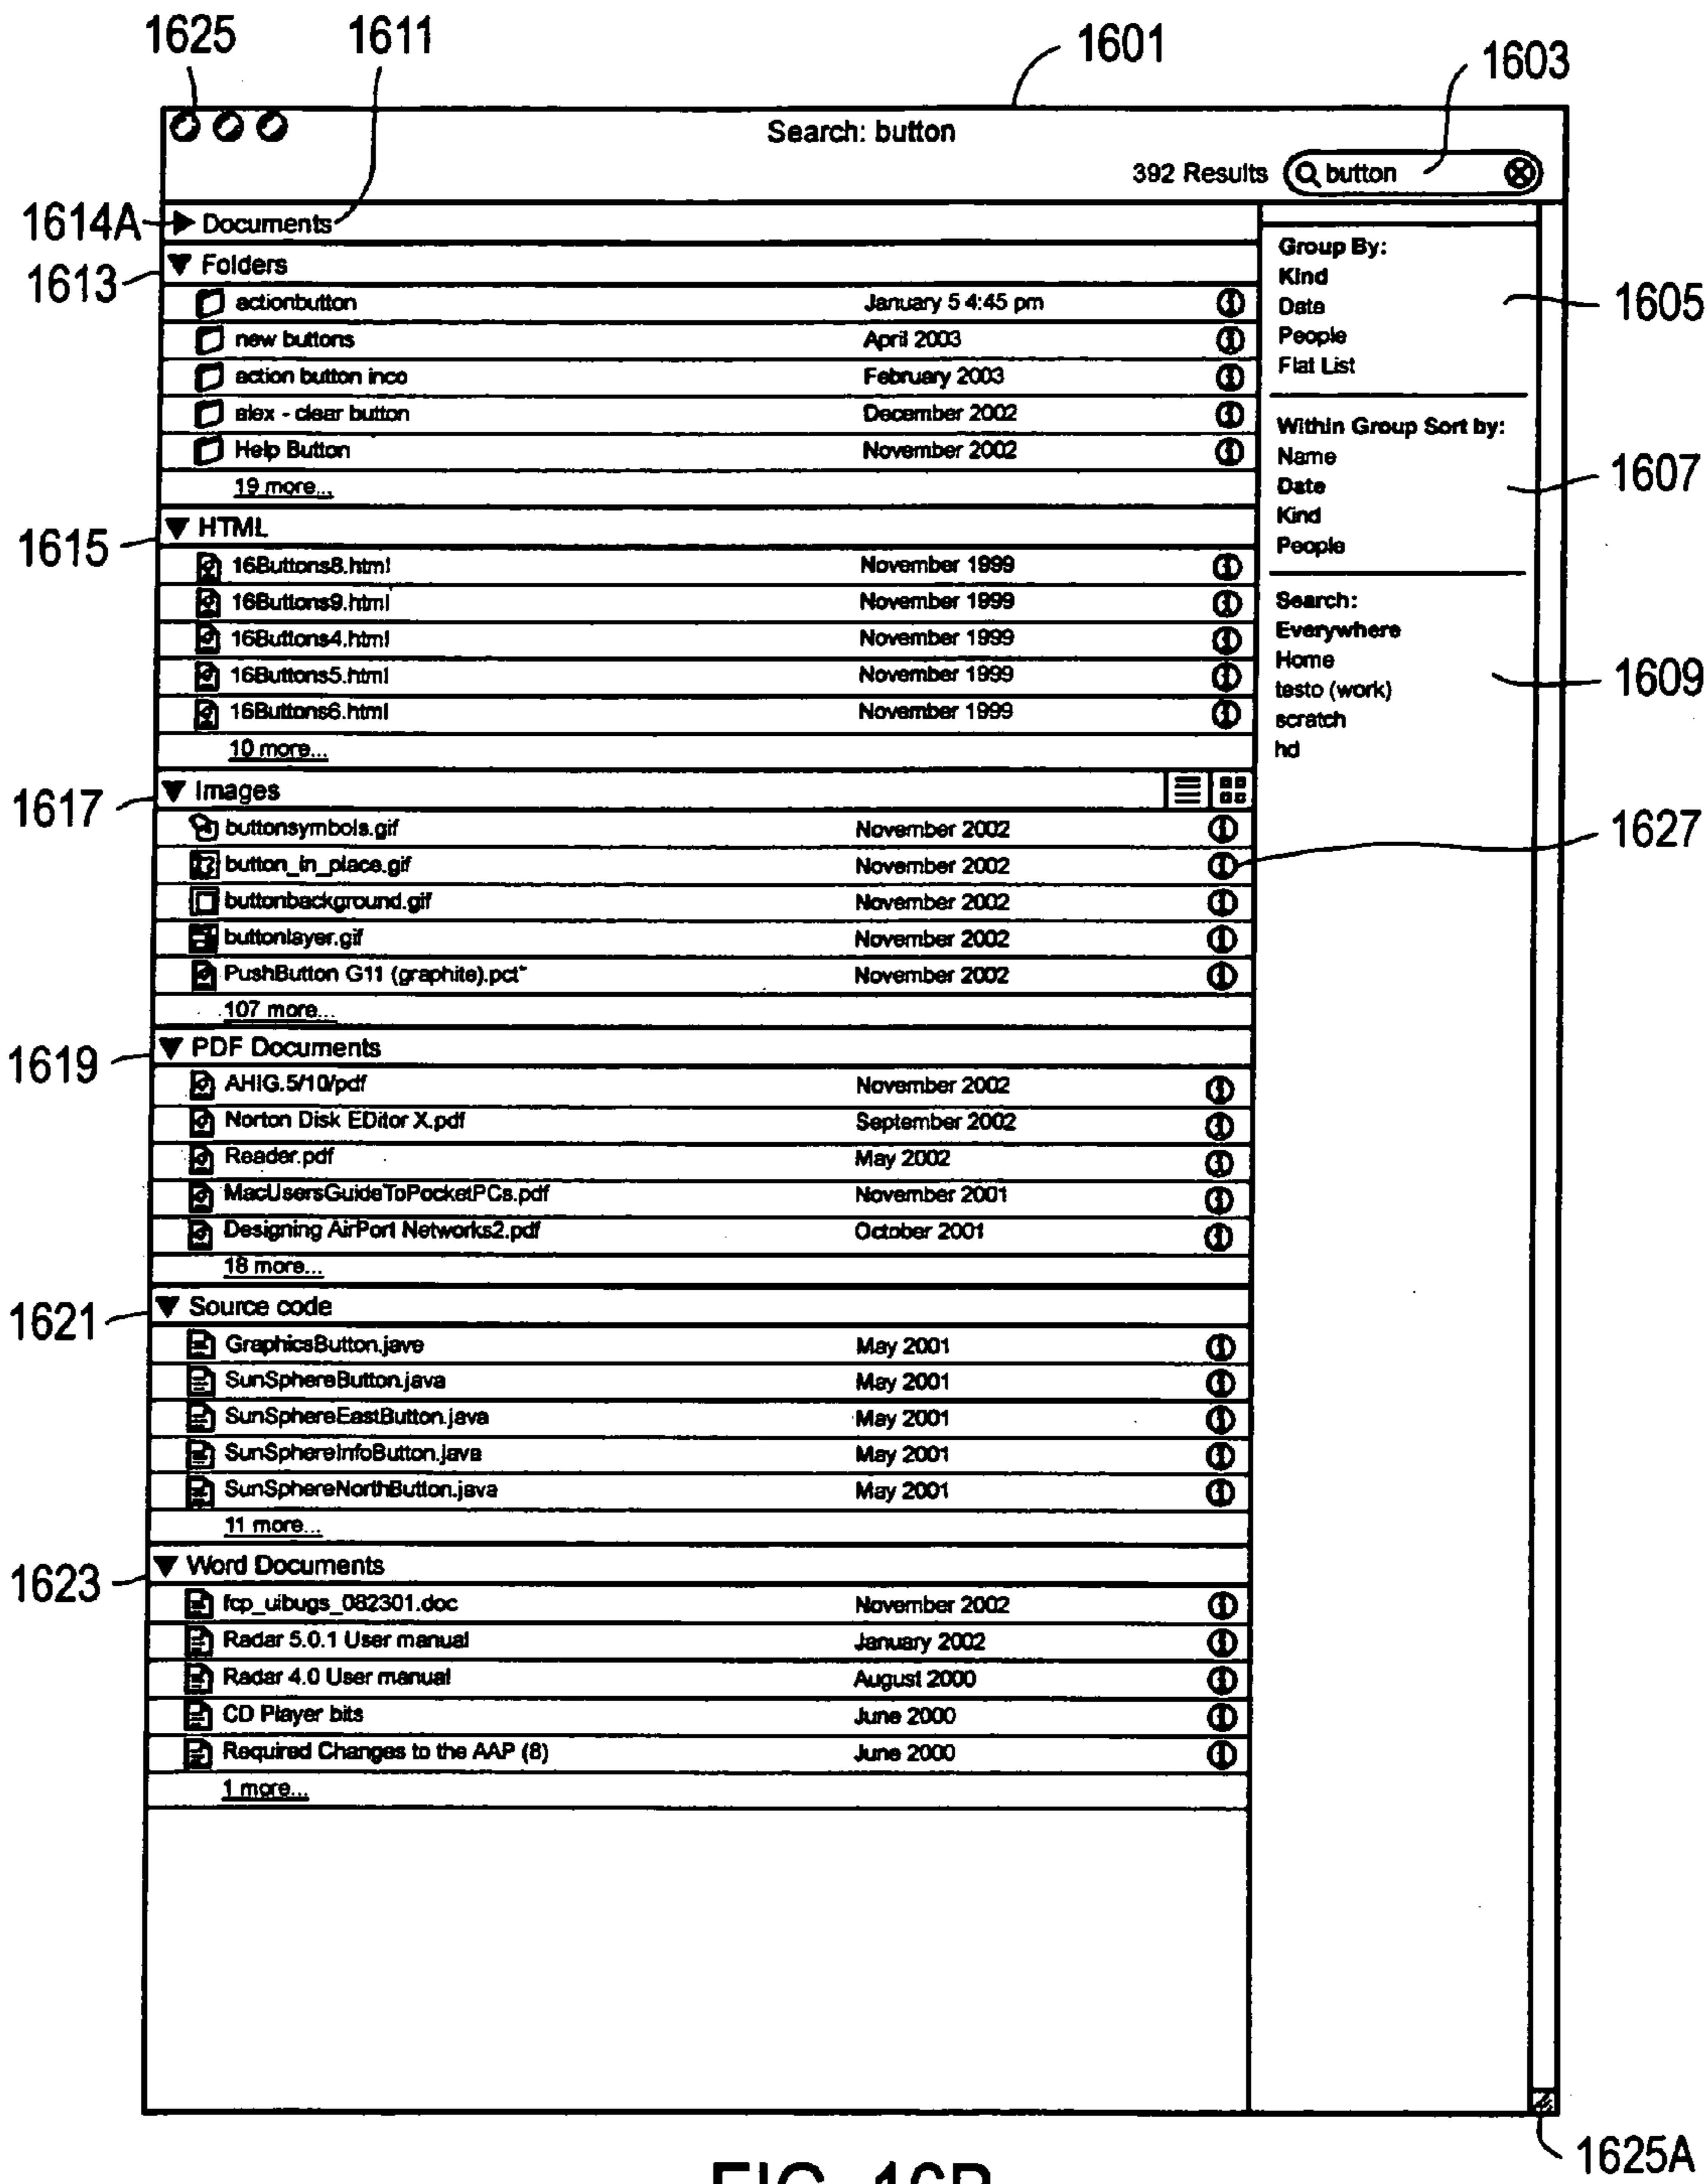 1625 1611 1601 1603
Search: button
392 Results button
1614A Documents
1613 Folders
actionbutton January 5 4:45 pm
new buttons April 2003
action button inco February 2003
alex - clear button December 2002
Help Button November 2002
19 more...
1615 HTML
16Buttons8.html November 1999
16Buttons9.html November 1999
16Buttons4.html November 1999
16Buttons5.html November 1999
16Buttons6.html November 1999
10 more...
1617 Images
buttonsymbols.gif November 2002
button_in_place.gif November 2002
buttonbackground.gif November 2002
buttonlayer.gif November 2002
PushButton G11 (graphite).pct" November 2002
107 more...
1619 PDF Documents
AHIG.5/10/pdf November 2002
Norton Disk EDitor X.pdf September 2002
Reader.pdf May 2002
MacUsersGuideToPocketPCs.pdf November 2001
Designing AirPort Networks2.pdf October 2001
18 more...
1621 Source code
GraphicsButton.jave May 2001
SunSphereButton.java May 2001
SunSphereEastButton.java May 2001
SunSphereInfoButton.java May 2001
SunSphereNorthButton.java May 2001
11 more...
1623 Word Documents
fcp_uibugs_082301.doc November 2002
Radar 5.0.1 User manual January 2002
Radar 4.0 User manual August 2000
CD Player bits June 2000
Required Changes to the AAP (8) June 2000
1 more...
Group By:
Kind
Date
People
Flat List
1605
Within Group Sort by:
Name
Date
Kind
People
1607
Search:
Everywhere
Home
testo (work)
scratch
hd
1609
1627
1625A
FIG. 16B